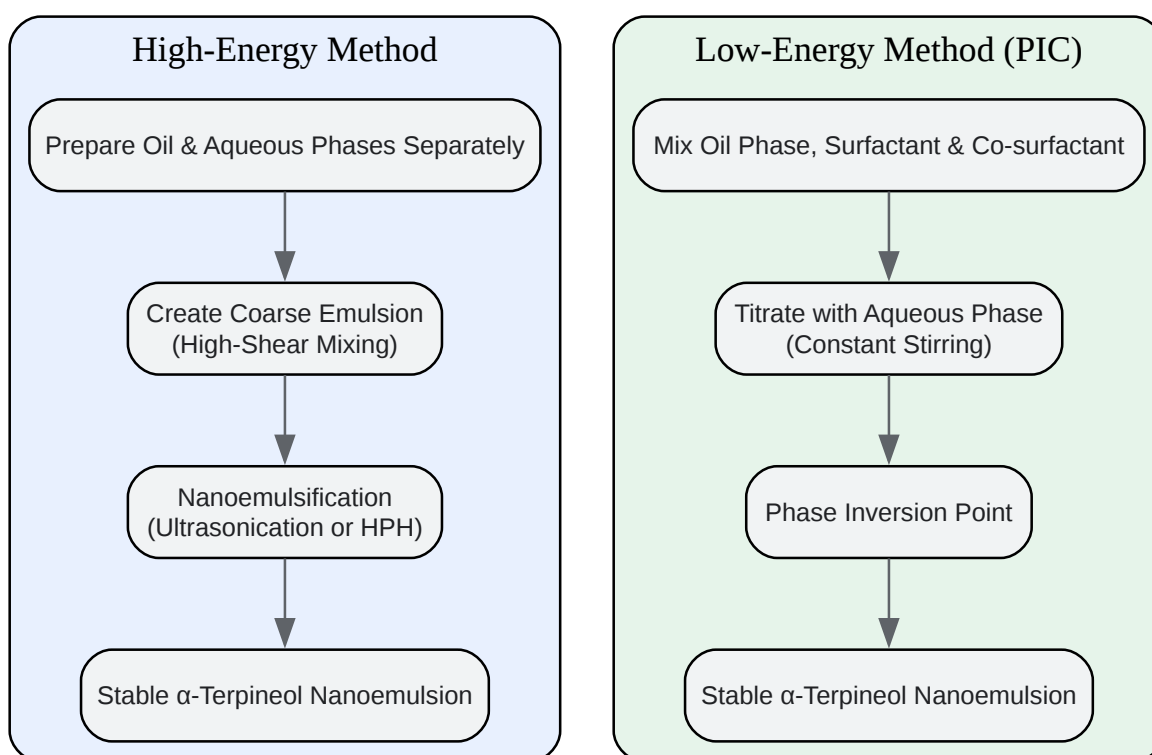 High-Energy Method
Prepare Oil & Aqueous Phases Separately
Create Coarse Emulsion
(High-Shear Mixing)
Nanoemulsification
(Ultrasonication or HPH)
Stable α-Terpineol Nanoemulsion
Low-Energy Method (PIC)
Mix Oil Phase, Surfactant & Co-surfactant
Titrate with Aqueous Phase
(Constant Stirring)
Phase Inversion Point
Stable α-Terpineol Nanoemulsion